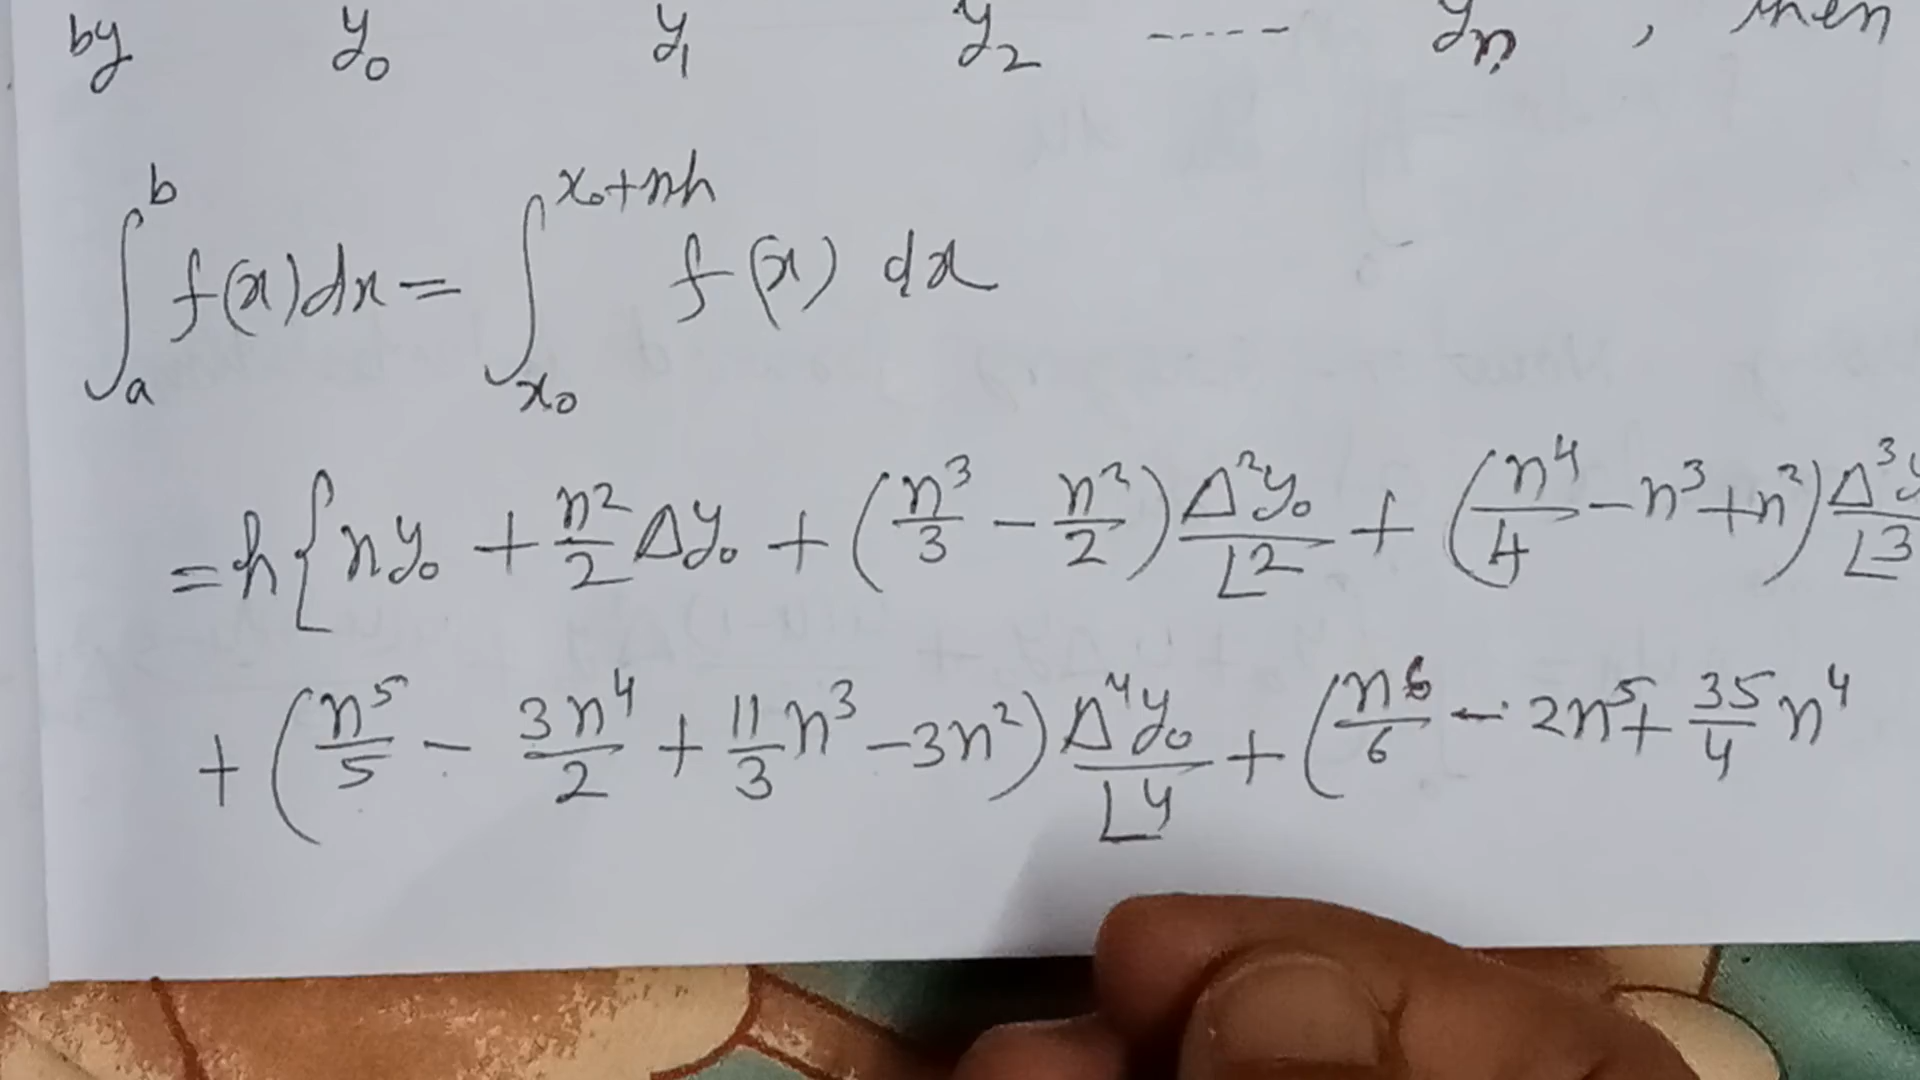 by y₀ y₁ y₂ ----- yₙ , then
∫ₐᵇ f(x)dx = ∫_{x₀}^{x₀+nh} f(x) dx
= h { ny₀ + n²/2 Δy₀ + (n³/3 - n²/2) Δ²y₀/⌊2 + (n⁴/4 - n³ + n²) Δ³y/⌊3
+ (n⁵/5 - 3n⁴/2 + 11/3 n³ - 3n²) Δ⁴y₀/⌊4 + (n⁶/6 - 2n⁵ + 35/4 n⁴